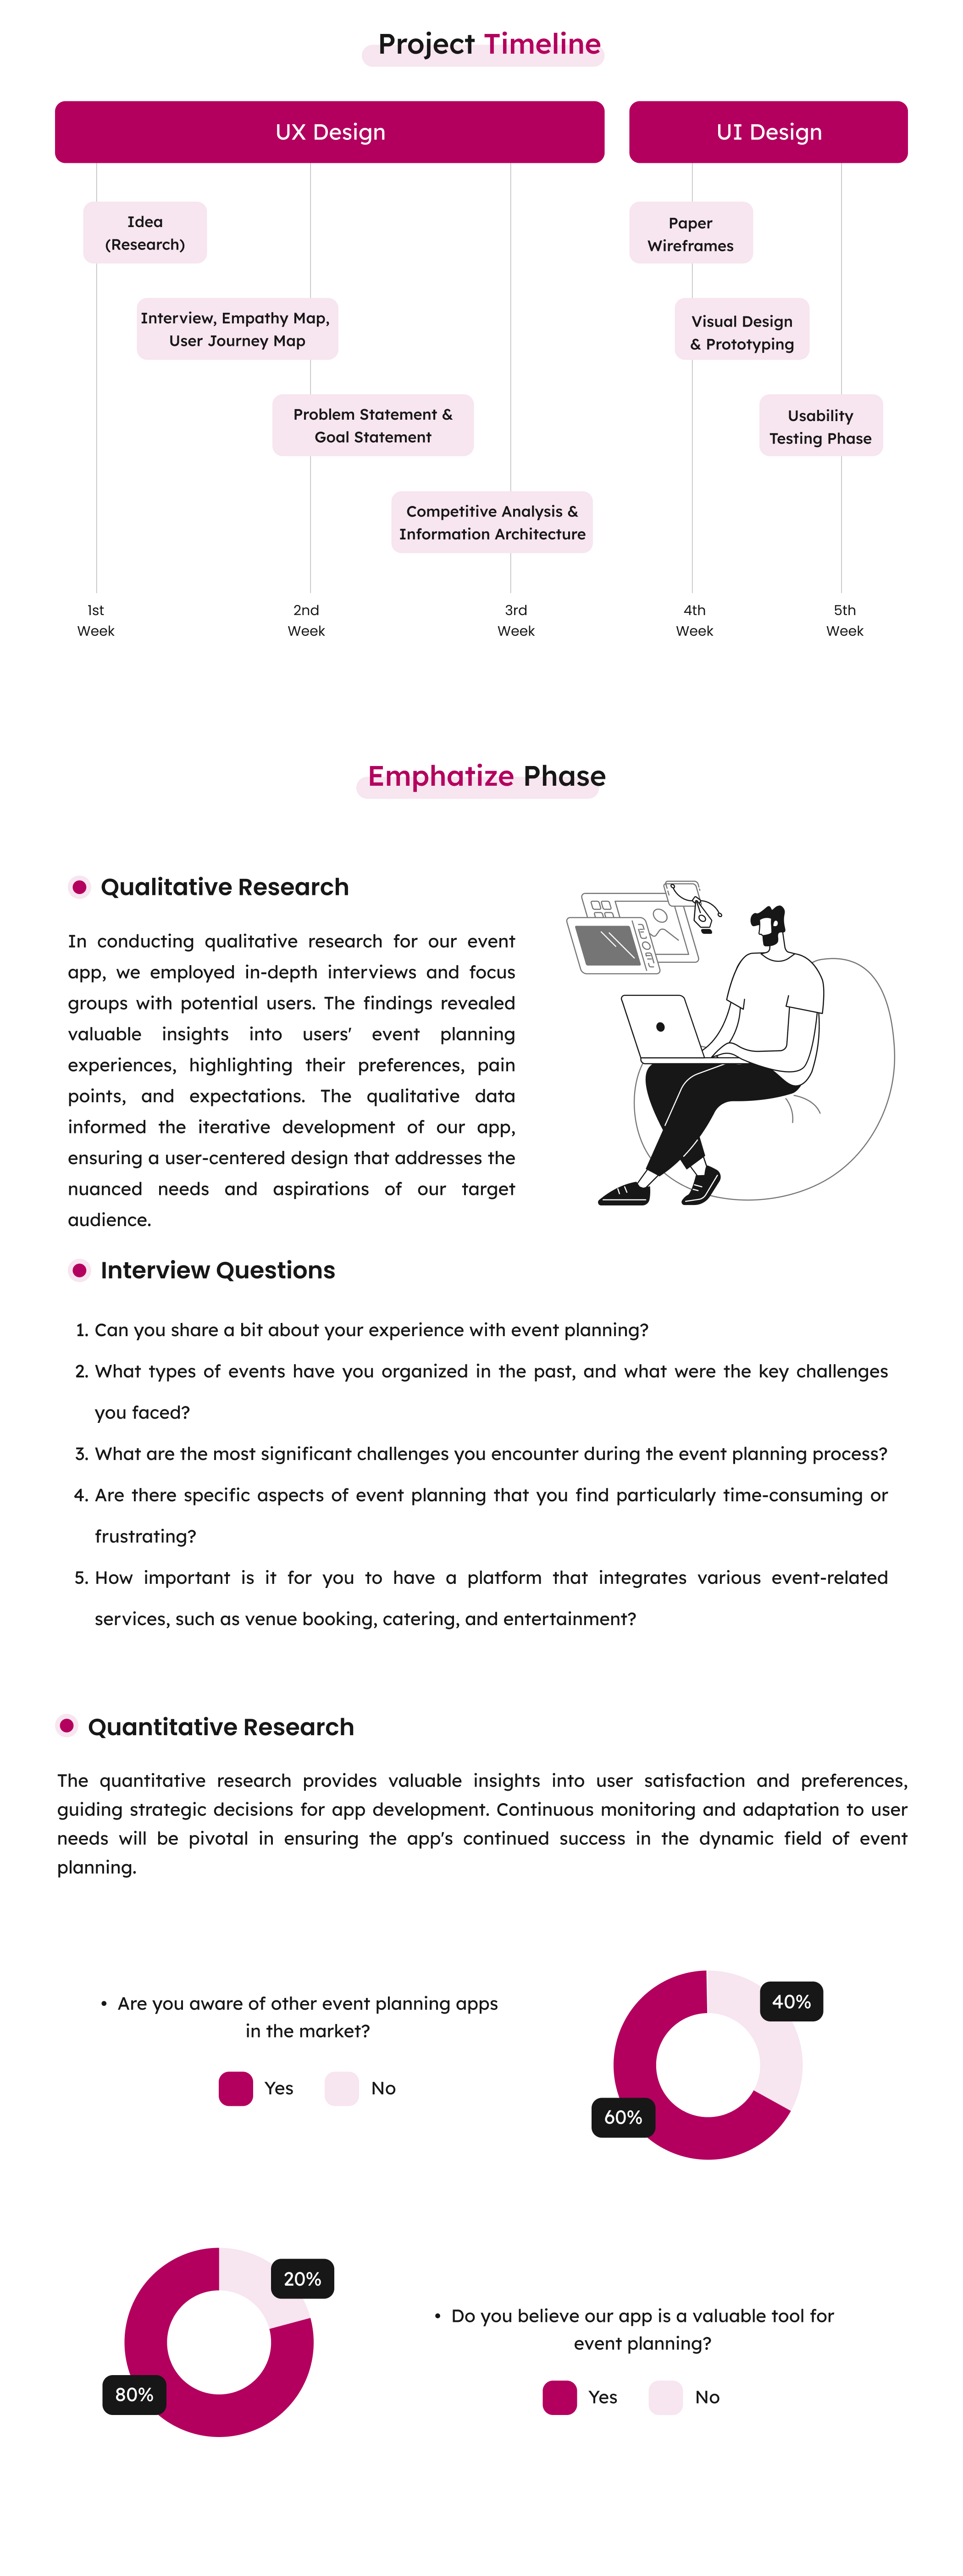 Project Timeline
UX Design
UI Design
Idea
(Research)
Paper
Wireframes
Interview, Empathy Map,
User Journey Map
Visual Design
& Prototyping
Problem Statement &
Goal Statement
Usability
Testing Phase
Competitive Analysis &
Information Architecture
1st
Week
2nd
Week
3rd
Week
4th
Week
5th
Week
Emphatize Phase
Qualitative Research
In conducting qualitative research for our event
app, we employed in-depth interviews and focus
groups with potential users. The findings revealed
valuable insights into users' event planning
experiences, highlighting their preferences, pain
points, and expectations. The qualitative data
informed the iterative development of our app,
ensuring a user-centered design that addresses the
nuanced needs and aspirations of our target
audience.
Interview Questions
1. Can you share a bit about your experience with event planning?
2. What types of events have you organized in the past, and what were the key challenges
you faced?
3. What are the most significant challenges you encounter during the event planning process?
4. Are there specific aspects of event planning that you find particularly time-consuming or
frustrating?
5. How important is it for you to have a platform that integrates various event-related
services, such as venue booking, catering, and entertainment?
Quantitative Research
The quantitative research provides valuable insights into user satisfaction and preferences,
guiding strategic decisions for app development. Continuous monitoring and adaptation to user
needs will be pivotal in ensuring the app's continued success in the dynamic field of event
planning.
• Are you aware of other event planning apps
in the market?
Yes No
40%
60%
20%
80%
• Do you believe our app is a valuable tool for
event planning?
Yes No